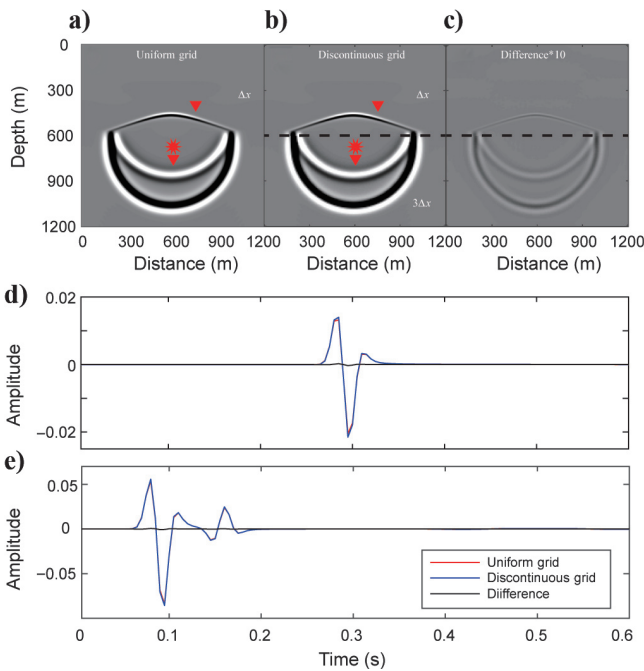 a) b) c)
0
300
600
900
1200
Depth (m)
Uniform grid
Δx
Discontinuous grid
Δx
3Δx
Difference*10
0 300 600 900 1200 300 600 900 1200 300 600 900 1200
Distance (m) Distance (m) Distance (m)
d)
0.02
0
−0.02
Amplitude
e)
0.05
0
−0.05
Amplitude
Uniform grid
Discontinuous grid
Diifference
0 0.1 0.2 0.3 0.4 0.5 0.6
Time (s)